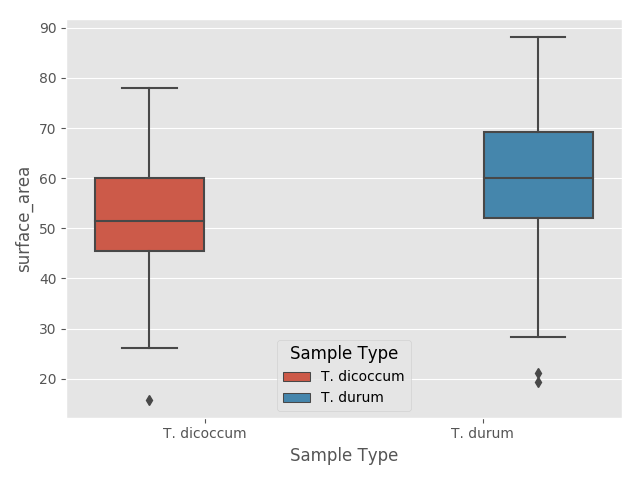 90
80
70
60
50
40
30
20
surface_area
Sample Type
T. dicoccum
T. durum
T. dicoccum
T. durum
Sample Type